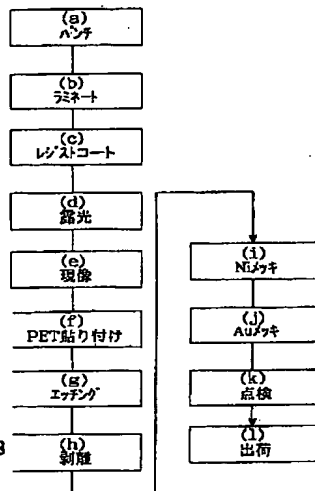 (a)
パンチ
(b)
ラミネート
(c)
レジストコート
(d)
露光
(e)
現像
(f)
PET貼り付け
(g)
エッチング
(h)
剥離
(i)
Niメッキ
(j)
Auメッキ
(k)
点検
(l)
出荷